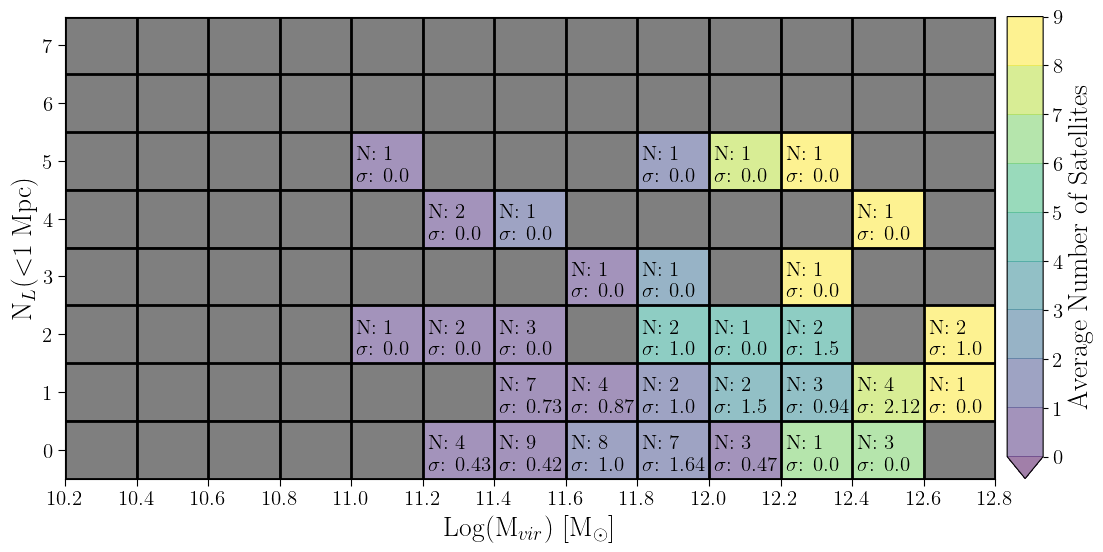 9
7
8
6
7
N: 1 N: 1 N: 1 N: 1
5
σ: 0.0 σ: 0.0 σ: 0.0 σ: 0.0
6
N: 2 N: 1 N: 1
4
σ: 0.0 σ: 0.0 σ: 0.0
5
N: 1 N: 1 N: 1
3
σ: 0.0 σ: 0.0 σ: 0.0
4
N: 1 N: 2 N: 3 N: 2 N: 1 N: 2 N: 2
2
σ: 0.0 σ: 0.0 σ: 0.0 σ: 1.0 σ: 0.0 σ: 1.5 σ: 1.0
3
2
N: 7 N: 4 N: 2 N: 2 N: 3 N: 4 N: 1
1
σ: 0.73 σ: 0.87 σ: 1.0 σ: 1.5 σ: 0.94 σ: 2.12 σ: 0.0
1
N: 4 N: 9 N: 8 N: 7 N: 3 N: 1 N: 3
0
σ: 0.43 σ: 0.42 σ: 1.0 σ: 1.64 σ: 0.47 σ: 0.0 σ: 0.0
0
10.2 10.4 10.6 10.8 11.0 11.2 11.4 11.6 11.8 12.0 12.2 12.4 12.6 12.8
Log(M_vir) [M_⊙]
N_L(<1 Mpc)
Average Number of Satellites